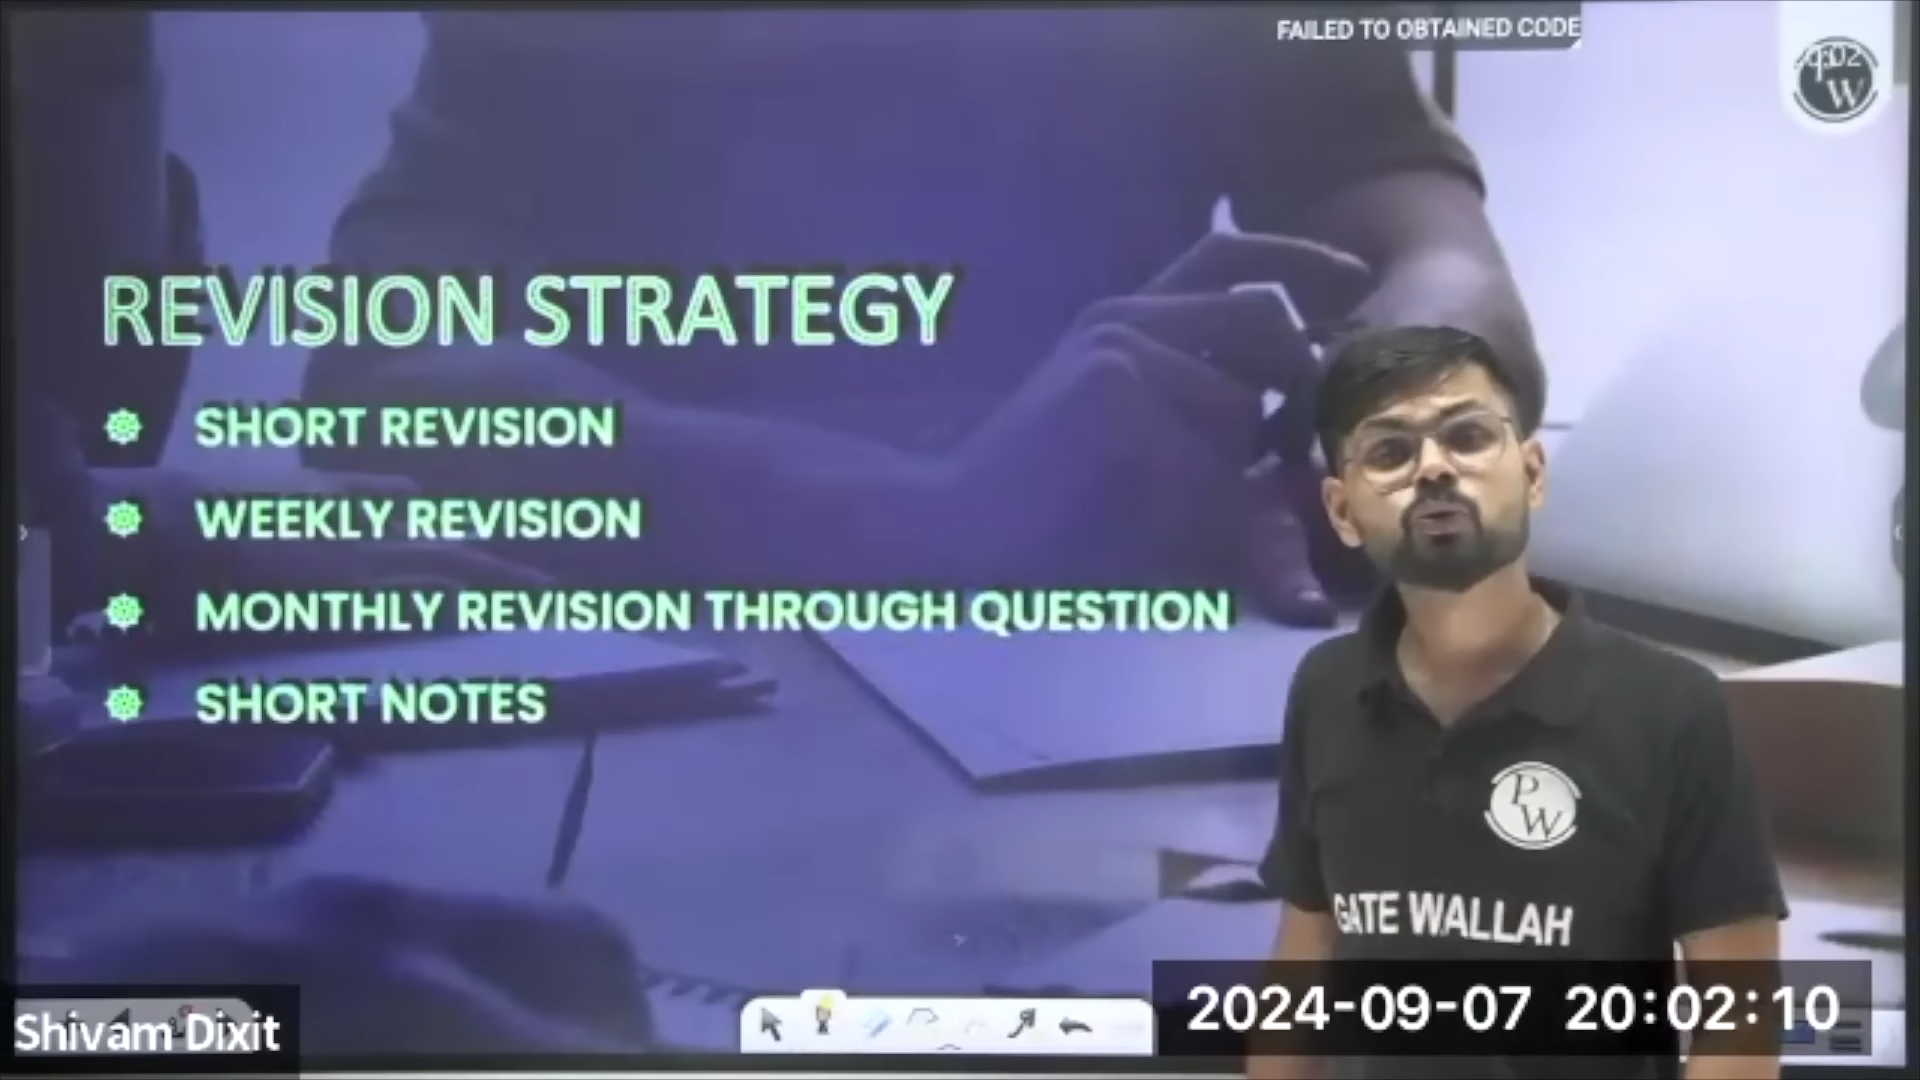 FAILED TO OBTAINED CODE
W
REVISION STRATEGY
SHORT REVISION
WEEKLY REVISION
MONTHLY REVISION THROUGH QUESTION
SHORT NOTES
P
W
GATE WALLAH
Shivam Dixit
2024-09-07 20:02:10